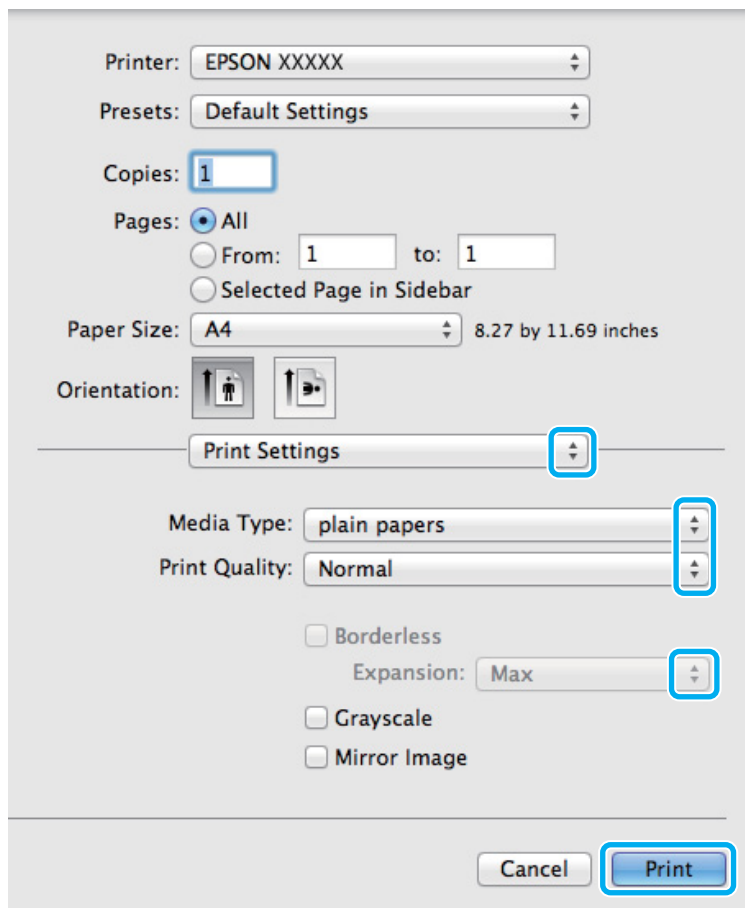 Printer: EPSON XXXXX
Presets: Default Settings
Copies: 1
Pages: All
From: 1 to: 1
Selected Page in Sidebar
Paper Size: A4 8.27 by 11.69 inches
Orientation:
Print Settings
Media Type: plain papers
Print Quality: Normal
Borderless
Expansion: Max
Grayscale
Mirror Image
Cancel Print